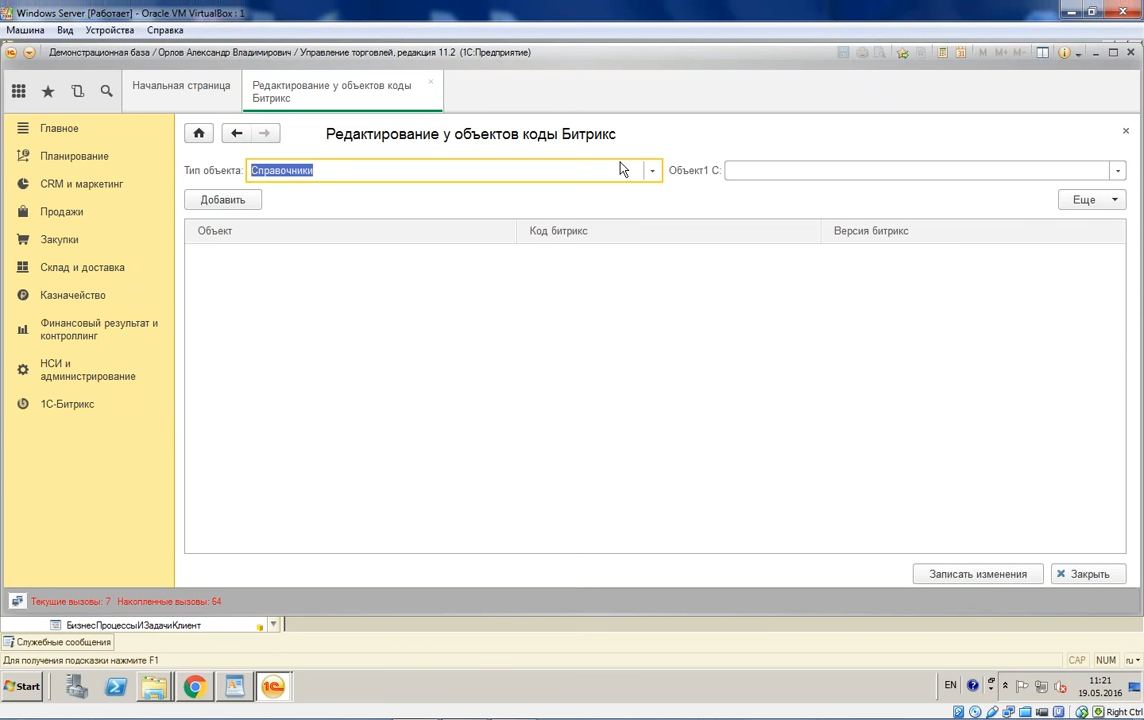 Windows Server [Работает] - Oracle VM VirtualBox : 1
Машина Вид Устройства Справка
Демонстрационная база / Орлов Александр Владимирович / Управление торговлей, редакция 11.2 (1С:Предприятие)
M M+ M-
Начальная страница
Редактирование у объектов коды
Битрикс
Главное
Планирование
CRM и маркетинг
Продажи
Закупки
Склад и доставка
Казначейство
Финансовый результат и
контроллинг
НСИ и
администрирование
1С-Битрикс
Редактирование у объектов коды Битрикс
Тип объекта: Справочники Объект1 С:
Добавить Еще
Объект Код битрикс Версия битрикс
Записать изменения Закрыть
Текущие вызовы: 7 Накопленные вызовы: 64
БизнесПроцессыИЗадачиКлиент
Служебные сообщения
Для получения подсказки нажмите F1 CAP NUM ru
Start EN 11:21
19.05.2016
Right Ctrl